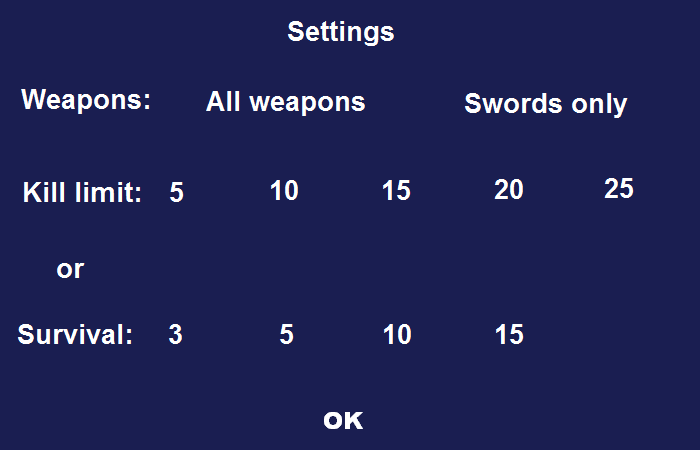 Settings
Weapons: All weapons Swords only
Kill limit: 5 10 15 20 25
or
Survival: 3 5 10 15
OK